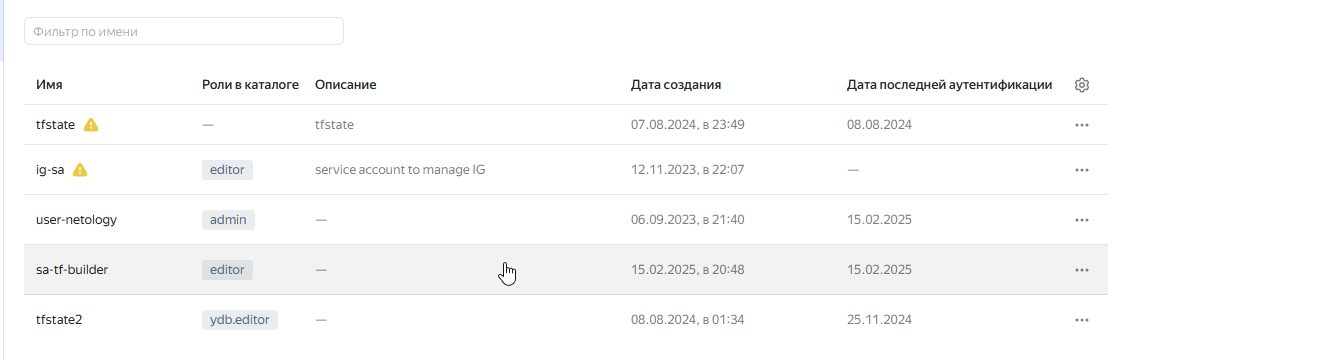 Фильтр по имени
Имя Роли в каталоге Описание Дата создания Дата последней аутентификации
tfstate — tfstate 07.08.2024, в 23:49 08.08.2024
ig-sa editor service account to manage IG 12.11.2023, в 22:07 —
user-netology admin — 06.09.2023, в 21:40 15.02.2025
sa-tf-builder editor — 15.02.2025, в 20:48 15.02.2025
tfstate2 ydb.editor — 08.08.2024, в 01:34 25.11.2024